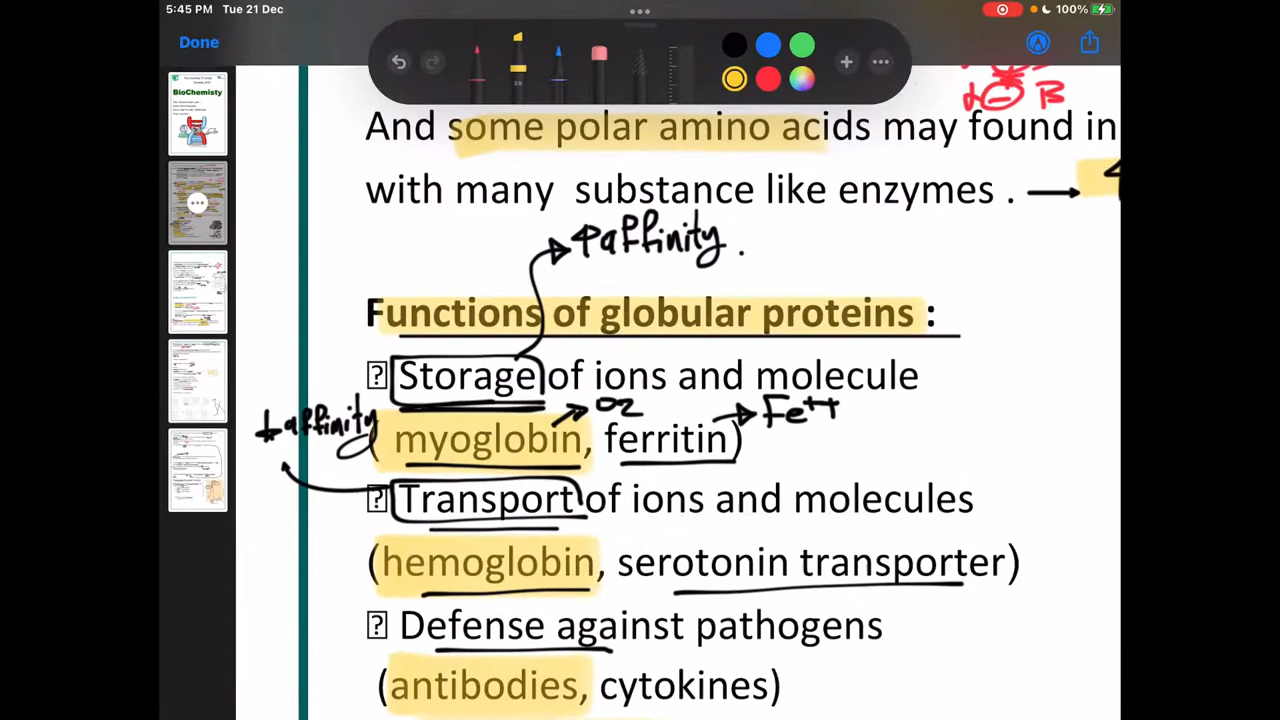 5:45 PM Tue 21 Dec
100%
Done
BioChemisty
α B
And some polar amino acids may found in
with many substance like enzymes . →
↑affinity .
Functions of globular proteins :
Storage of ions and molecule
O2
Fe++
↓affinity
( myoglobin, ferritin)
Transport of ions and molecules
(hemoglobin, serotonin transporter)
Defense against pathogens
(antibodies, cytokines)